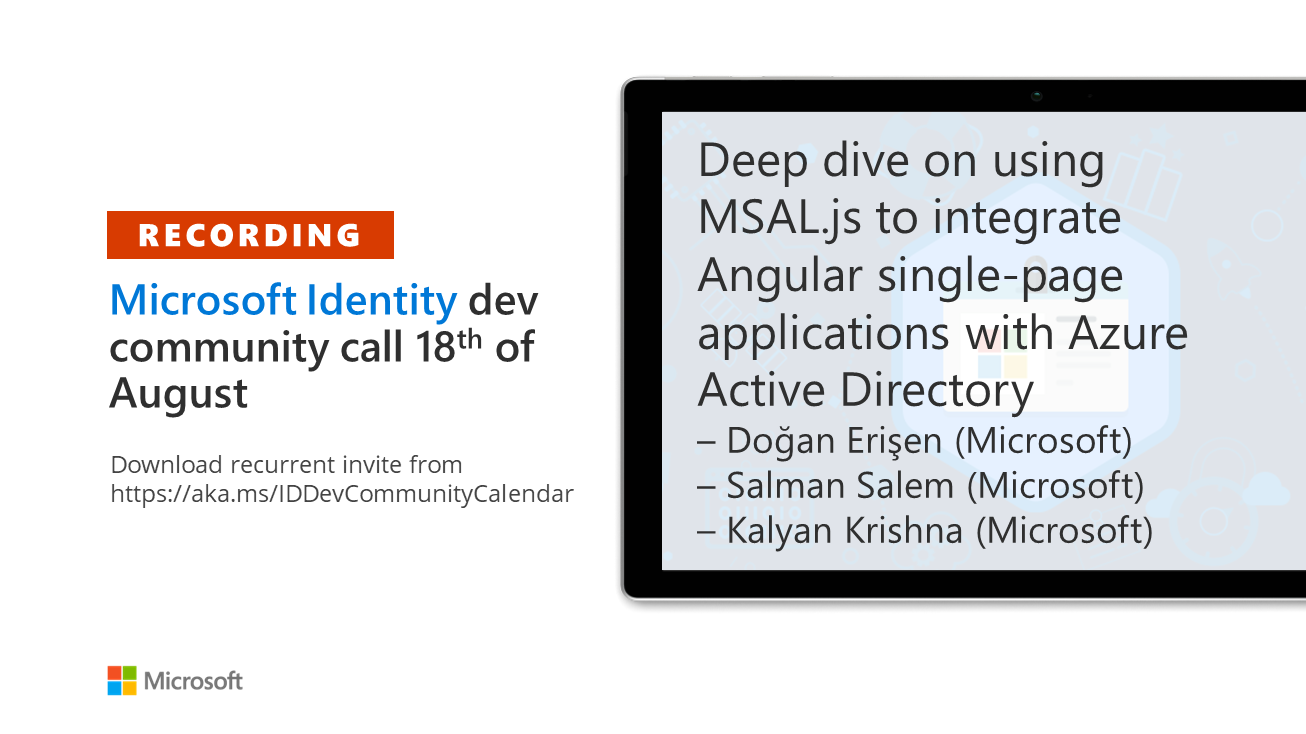 RECORDING
Microsoft Identity dev
community call 18th of
August
Download recurrent invite from
https://aka.ms/IDDevCommunityCalendar
Microsoft
Deep dive on using
MSAL.js to integrate
Angular single-page
applications with Azure
Active Directory
– Doğan Erişen (Microsoft)
– Salman Salem (Microsoft)
– Kalyan Krishna (Microsoft)